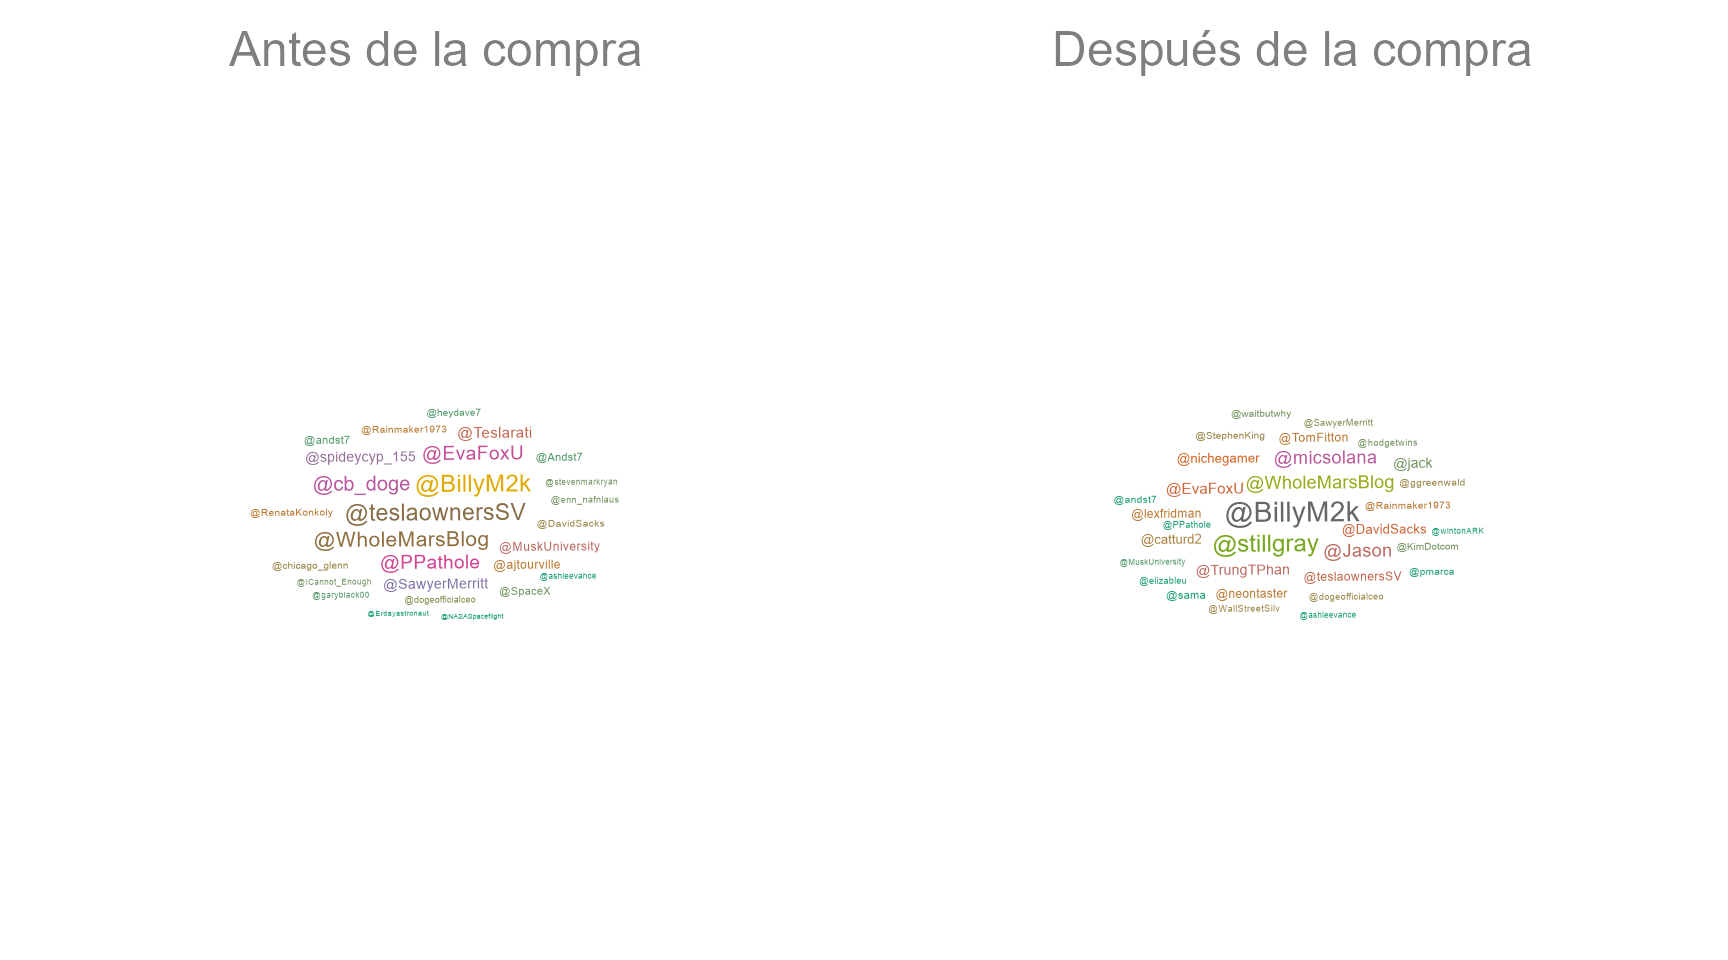 Antes de la compra
@heydave7
@Rainmaker1973
@Teslarati
@andst7
@EvaFoxU
@spideycyp_155
@Andst7
@cb_doge
@BillyM2k
@stevenmarkryan
@enn_nafnlaus
@RenataKonkoly
@teslaownersSV
@DavidSacks
@WholeMarsBlog
@MuskUniversity
@chicago_glenn
@PPathole
@ajtourville
@ashleevance
@iCannot_Enough
@SawyerMerritt
@SpaceX
@garyblack00
@dogeofficialceo
@Erdayastronaut
@NASASpaceflight
Después de la compra
@waitbutwhy
@SawyerMerritt
@StephenKing
@TomFitton
@hodgetwins
@nichegamer
@micsolana
@jack
@EvaFoxU
@WholeMarsBlog
@ggreenwald
@andst7
@lexfridman
@BillyM2k
@Rainmaker1973
@PPathole
@DavidSacks
@wintonARK
@catturd2
@stillgray
@Jason
@KimDotcom
@MuskUniversity
@TrungTPhan
@teslaownersSV
@pmarca
@elizableu
@sama
@neontaster
@dogeofficialceo
@WallStreetSilv
@ashleevance